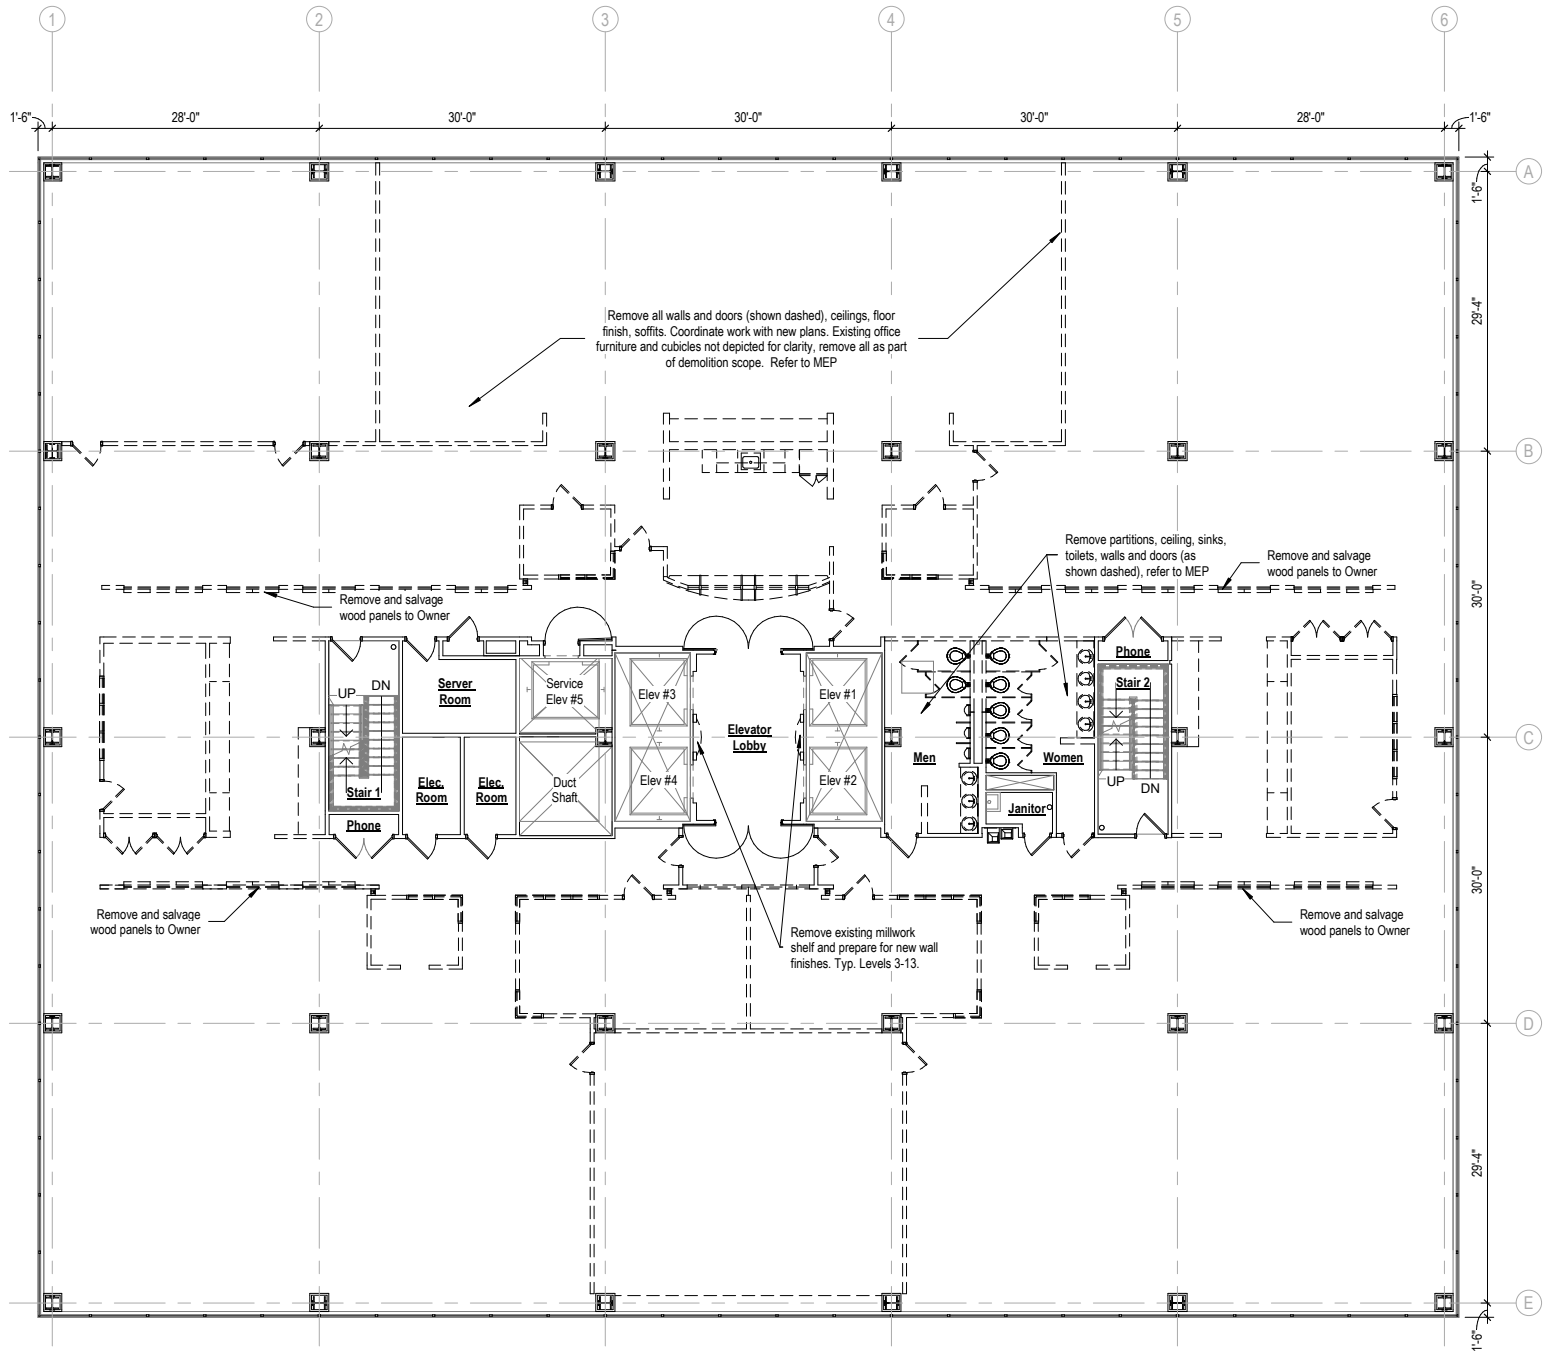 1
2
3
4
5
6
1'-6"
28'-0"
30'-0"
30'-0"
30'-0"
28'-0"
1'-6"
A
1'-6"
29'-4"
Remove all walls and doors (shown dashed), ceilings, floor
finish, soffits. Coordinate work with new plans. Existing office
furniture and cubicles not depicted for clarity, remove all as part
of demolition scope. Refer to MEP
B
Remove partitions, ceiling, sinks,
toilets, walls and doors (as
shown dashed), refer to MEP
Remove and salvage
wood panels to Owner
Remove and salvage
wood panels to Owner
30'-0"
Phone
Stair 2
Server
Room
Service
Elev #5
Elev #3
Elev #1
UP
DN
Elevator
Lobby
C
Men
Women
Elec.
Room
Elec.
Room
Duct
Shaft
Elev #4
Elev #2
UP
DN
Stair 1
Janitor
Phone
30'-0"
Remove and salvage
wood panels to Owner
Remove existing millwork
shelf and prepare for new wall
finishes. Typ. Levels 3-13.
Remove and salvage
wood panels to Owner
D
29'-4"
E
1'-6"